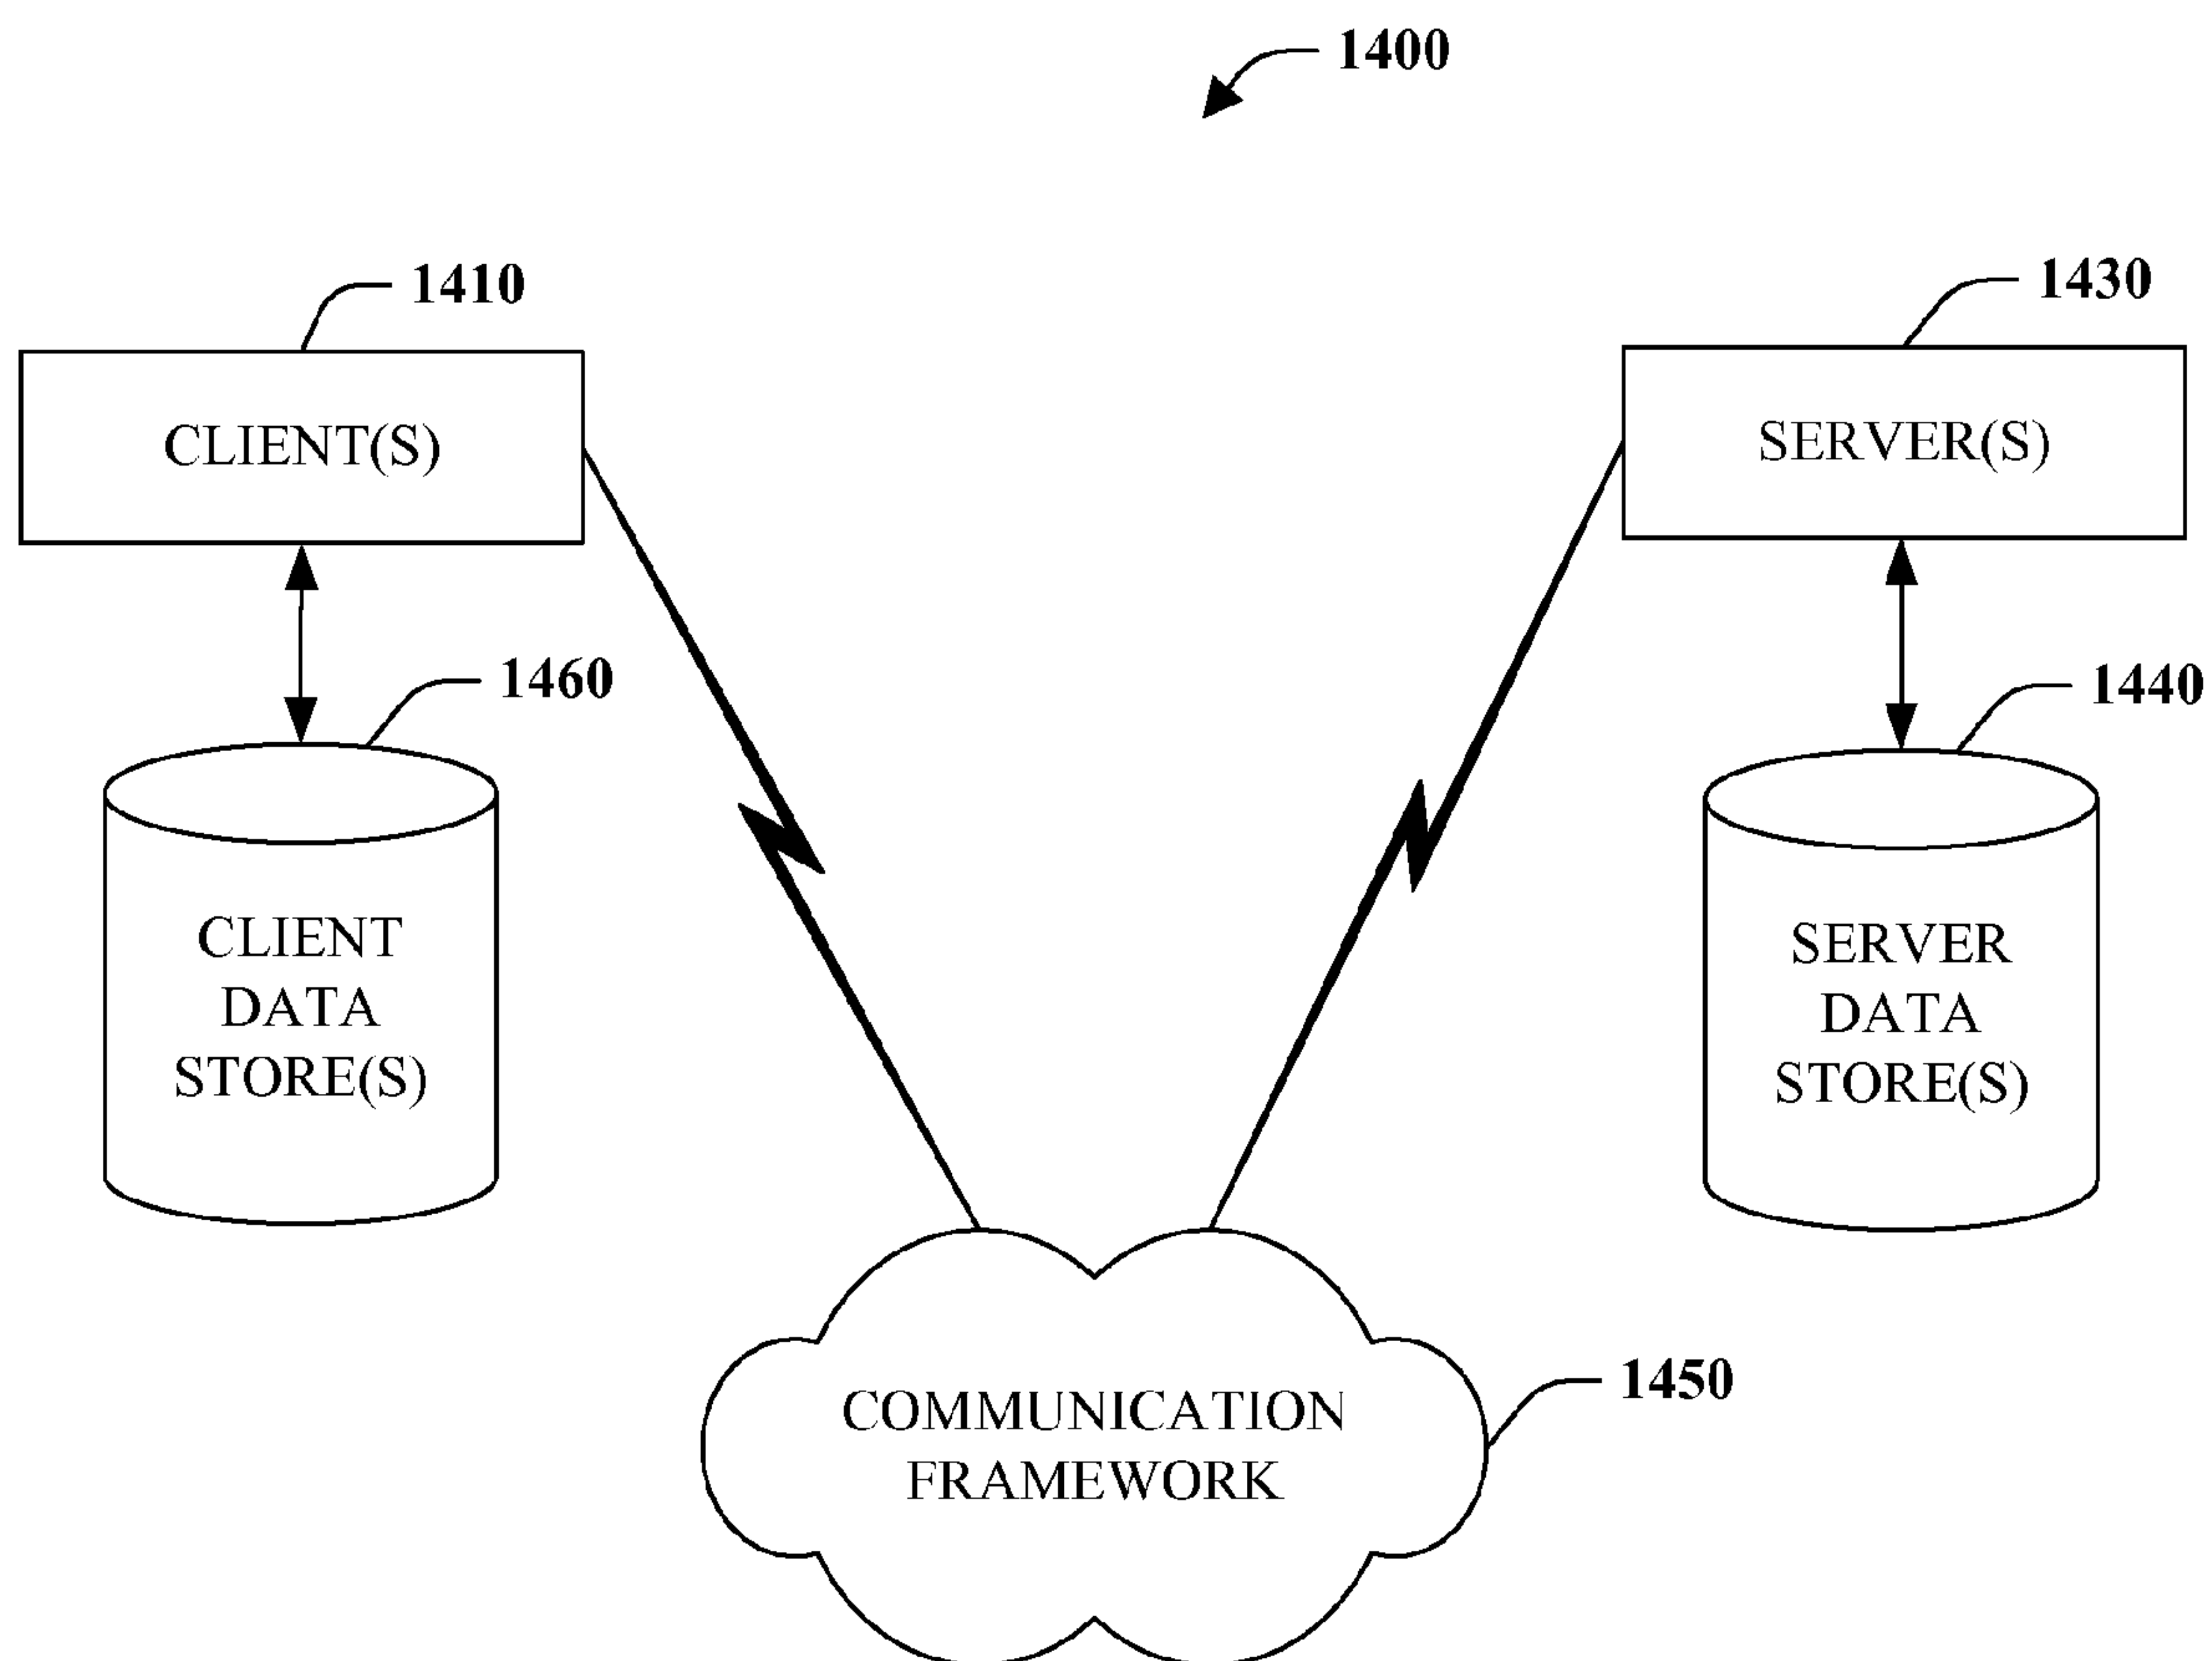 1400
1410
1430
CLIENT(S)
SERVER(S)
1460
1440
CLIENT
DATA
STORE(S)
SERVER
DATA
STORE(S)
1450
COMMUNICATION
FRAMEWORK